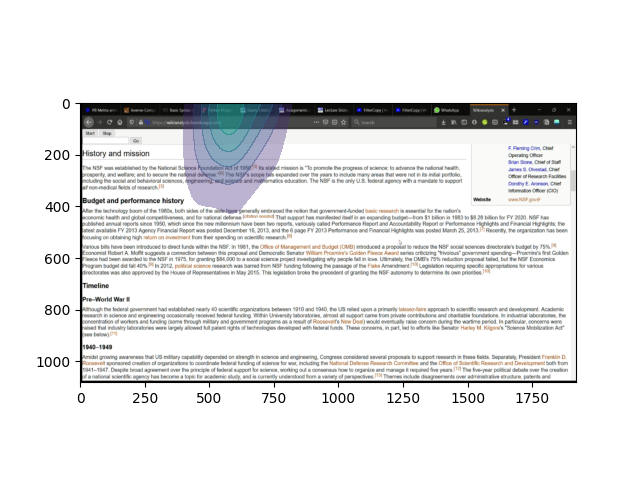 0
200
400
600
800
1000
0 250 500 750 1000 1250 1500 1750
WhatsApp
Search
Start Stop
Go
History and mission
F. Fleming Crim, Chief
Operating Officer
Brian Stone, Chief of Staff
James S. Ulvestad, Chief
Officer of Research Facilities
Dorothy E. Aronson, Chief
Information Officer (CIO)
Website www.nsf.gov
The NSF was established by the National Science Foundation Act of 1950. Its stated mission is "To promote the progress of science; to advance the national health,
prosperity, and welfare; and to secure the national defense." The NSF's scope has expanded over the years to include many areas that were not in its initial portfolio,
including the social and behavioral sciences, engineering, and science and mathematics education. The NSF is the only U.S. federal agency with a mandate to support
all non-medical fields of research.[5]
Budget and performance history
After the technology boom of the 1980s, both sides of the aisle have generally embraced the notion that government-funded basic research is essential for the nation's
economic health and global competitiveness, and for national defense. That support has manifested itself in an expanding budget—from $1 billion in 1983 to $8.28 billion for FY 2020. NSF has
published annual reports since 1950, which since the new millennium have been two reports, variously called Performance Report and Accountability Report or Performance Highlights and Financial Highlights; the
latest available FY 2013 Agency Financial Report was posted December 16, 2013, and the 6 page FY 2013 Performance and Financial Highlights was posted March 25, 2013. Recently, the organization has been
focusing on obtaining high return on investment from their spending on scientific research.
Various bills have been introduced to direct funds within the NSF. In 1981, the Office of Management and Budget (OMB) introduced a proposal to reduce the NSF social sciences directorate's budget by 75%.
Economist Robert A. Moffit suggests a connection between this proposal and Democratic Senator William Proxmire's Golden Fleece Award series criticizing "frivolous" government spending—Proxmire's first Golden
Fleece had been awarded to the NSF in 1975, for granting $84,000 to a social science project investigating why people fall in love. Ultimately, the OMB's 75% reduction proposal failed, but the NSF Economics
Program budget did fall 40%. In 2012, political science research was barred from NSF funding following the passage of the Flake Amendment. Legislation requiring specific appropriations for various
directorates was also approved by the House of Representatives in May 2015. This legislation broke the precedent of granting the NSF autonomy to determine its own priorities.
Timeline
Pre–World War II
Although the federal government had established nearly 40 scientific organizations between 1910 and 1940, the US relied upon a primarily laissez-faire approach to scientific research and development. Academic
research in science and engineering occasionally received federal funding. Within University laboratories, almost all support came from private contributions and charitable foundations. In industrial laboratories, the
concentration of workers and funding (some through military and government programs as a result of Roosevelt's New Deal) would eventually raise concern during the wartime period. In particular, concerns were
raised that industry laboratories were largely allowed full patent rights of technologies developed with federal funds. These concerns, in part, led to efforts like Senator Harley M. Kilgore's "Science Mobilization Act"
(see below).
1940–1949
Amidst growing awareness that US military capability depended on strength in science and engineering, Congress considered several proposals to support research in these fields. Separately, President Franklin D.
Roosevelt sponsored creation of organizations to coordinate federal funding of science for war, including the National Defense Research Committee and the Office of Scientific Research and Development both from
1941–1947. Despite broad agreement over the principle of federal support for science, working out a consensus on how to organize and manage it required five years. The five-year political debate over the creation
of a national scientific agency has become a topic for academic study, and is currently understood from a variety of perspectives. Themes include disagreements over administrative structure, patents and